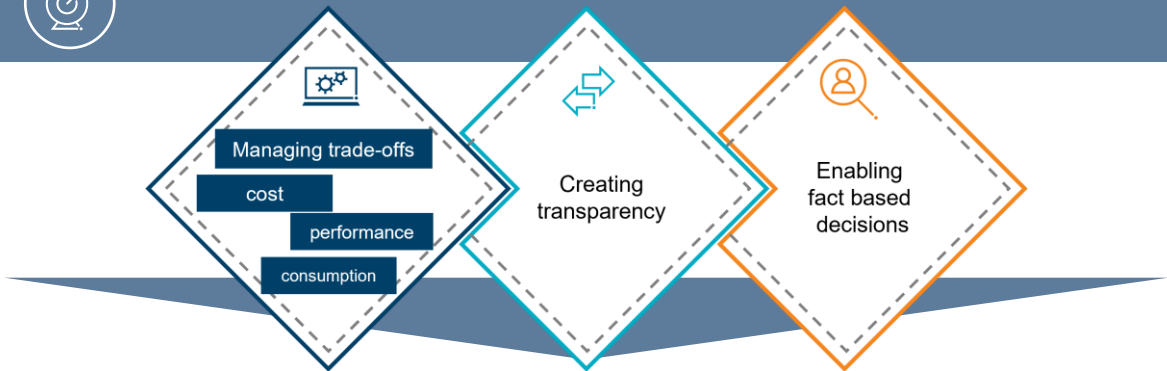 Managing trade-offs
cost
performance
consumption
Creating
transparency
Enabling
fact based
decisions